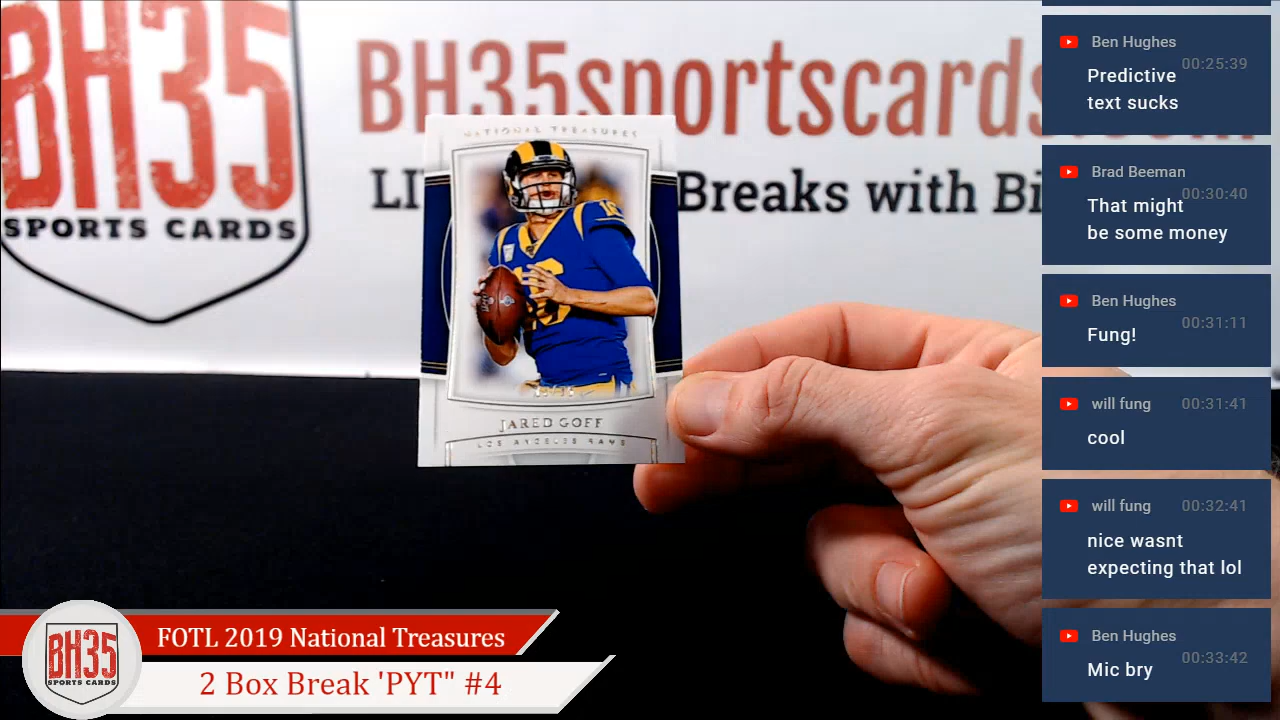 BH35
SPORTS CARDS
BH35sportscards.com
Breaks with
NATIONAL TREASURES
16
JARED GOFF
LOS ANGELES RAMS
Ben Hughes
00:25:39
Predictive
text sucks
Brad Beeman
00:30:40
That might
be some money
Ben Hughes
00:31:11
Fung!
will fung 00:31:41
cool
will fung 00:32:41
nice wasnt
expecting that lol
Ben Hughes
00:33:42
Mic bry
BH35
SPORTS CARDS
FOTL 2019 National Treasures
2 Box Break 'PYT" #4